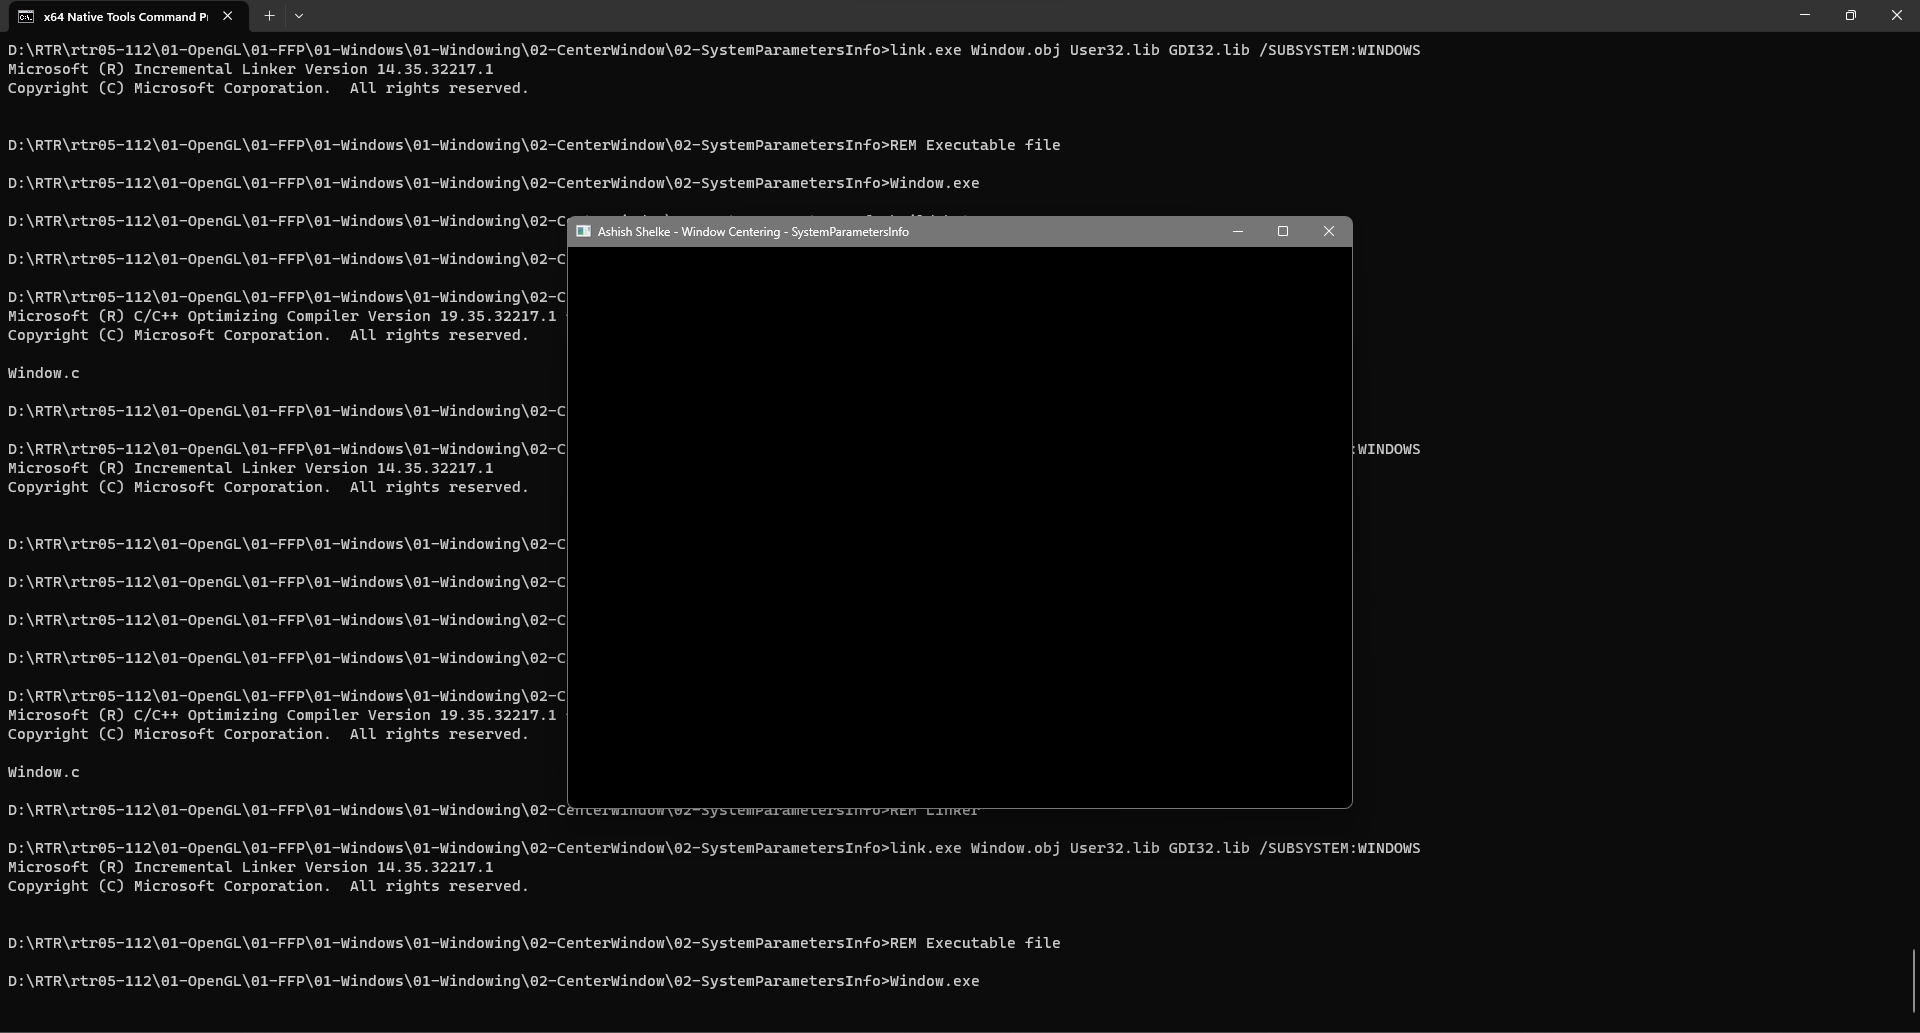 x64 Native Tools Command P
D:\RTR\rtr05-112\01-OpenGL\01-FFP\01-Windows\01-Windowing\02-CenterWindow\02-SystemParametersInfo>link.exe Window.obj User32.lib GDI32.lib /SUBSYSTEM:WINDOWS
Microsoft (R) Incremental Linker Version 14.35.32217.1
Copyright (C) Microsoft Corporation.  All rights reserved.
D:\RTR\rtr05-112\01-OpenGL\01-FFP\01-Windows\01-Windowing\02-CenterWindow\02-SystemParametersInfo>REM Executable file
D:\RTR\rtr05-112\01-OpenGL\01-FFP\01-Windows\01-Windowing\02-CenterWindow\02-SystemParametersInfo>Window.exe
D:\RTR\rtr05-112\01-OpenGL\01-FFP\01-Windows\01-Windowing\02-C
Ashish Shelke - Window Centering - SystemParametersInfo
D:\RTR\rtr05-112\01-OpenGL\01-FFP\01-Windows\01-Windowing\02-C
D:\RTR\rtr05-112\01-OpenGL\01-FFP\01-Windows\01-Windowing\02-C
Microsoft (R) C/C++ Optimizing Compiler Version 19.35.32217.1
Copyright (C) Microsoft Corporation.  All rights reserved.
Window.c
D:\RTR\rtr05-112\01-OpenGL\01-FFP\01-Windows\01-Windowing\02-C
D:\RTR\rtr05-112\01-OpenGL\01-FFP\01-Windows\01-Windowing\02-C :WINDOWS
Microsoft (R) Incremental Linker Version 14.35.32217.1
Copyright (C) Microsoft Corporation.  All rights reserved.
D:\RTR\rtr05-112\01-OpenGL\01-FFP\01-Windows\01-Windowing\02-C
D:\RTR\rtr05-112\01-OpenGL\01-FFP\01-Windows\01-Windowing\02-C
D:\RTR\rtr05-112\01-OpenGL\01-FFP\01-Windows\01-Windowing\02-C
D:\RTR\rtr05-112\01-OpenGL\01-FFP\01-Windows\01-Windowing\02-C
D:\RTR\rtr05-112\01-OpenGL\01-FFP\01-Windows\01-Windowing\02-C
Microsoft (R) C/C++ Optimizing Compiler Version 19.35.32217.1
Copyright (C) Microsoft Corporation.  All rights reserved.
Window.c
D:\RTR\rtr05-112\01-OpenGL\01-FFP\01-Windows\01-Windowing\02-CenterWindow\02-SystemParametersInfo>REM Linker
D:\RTR\rtr05-112\01-OpenGL\01-FFP\01-Windows\01-Windowing\02-CenterWindow\02-SystemParametersInfo>link.exe Window.obj User32.lib GDI32.lib /SUBSYSTEM:WINDOWS
Microsoft (R) Incremental Linker Version 14.35.32217.1
Copyright (C) Microsoft Corporation.  All rights reserved.
D:\RTR\rtr05-112\01-OpenGL\01-FFP\01-Windows\01-Windowing\02-CenterWindow\02-SystemParametersInfo>REM Executable file
D:\RTR\rtr05-112\01-OpenGL\01-FFP\01-Windows\01-Windowing\02-CenterWindow\02-SystemParametersInfo>Window.exe